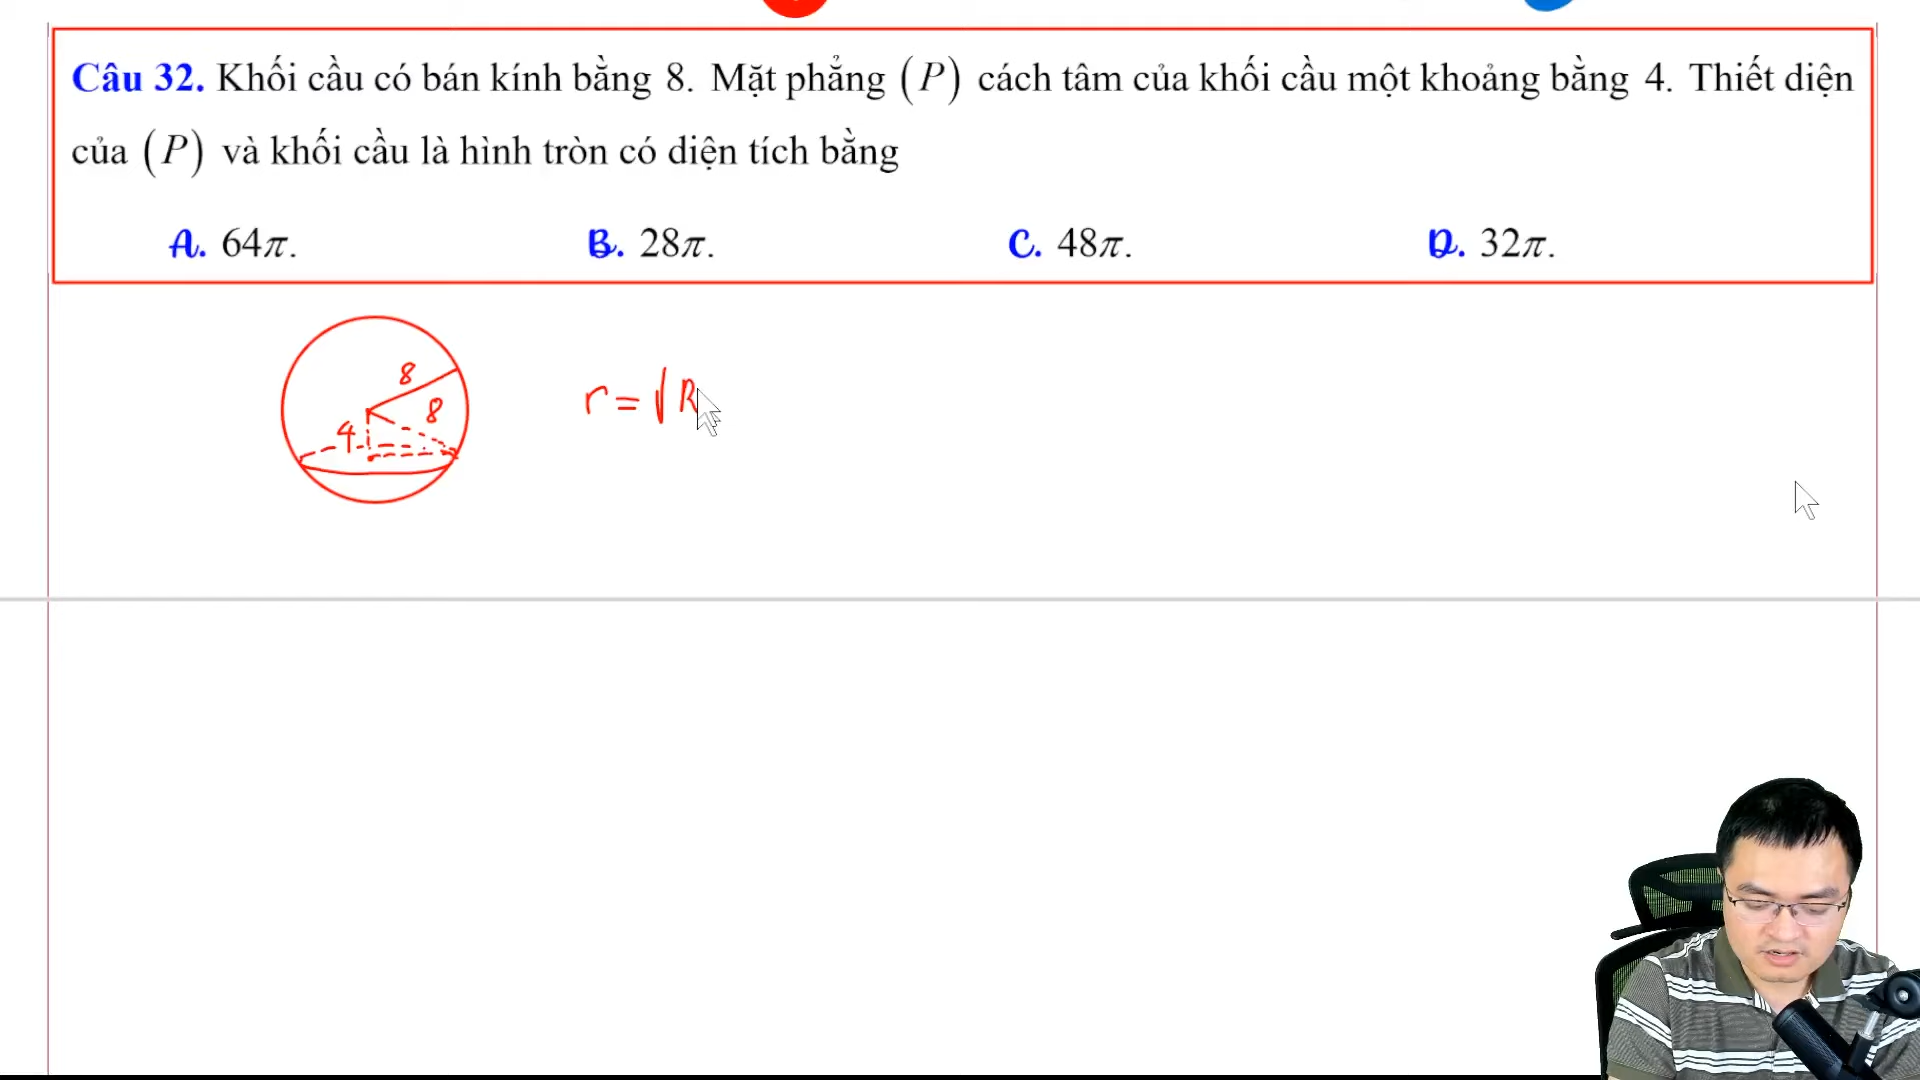 Câu 32. Khối cầu có bán kính bằng 8. Mặt phẳng (P) cách tâm của khối cầu một khoảng bằng 4. Thiết diện
của (P) và khối cầu là hình tròn có diện tích bằng
A. 64π. B. 28π. C. 48π. D. 32π.
8
8
4
r = √R